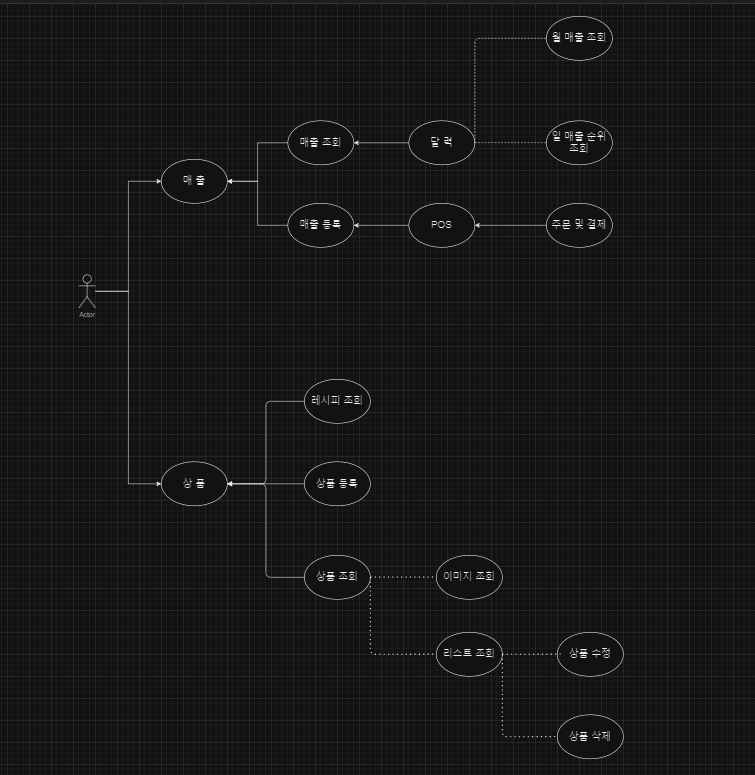 월 매출 조회
매출 조회
달 력
일 매출 순위
조회
매 출
매출 등록
POS
주문 및 결제
Actor
레시피 조회
상 품
상품 등록
상품 조회
이미지 조회
리스트 조회
상품 수정
상품 삭제